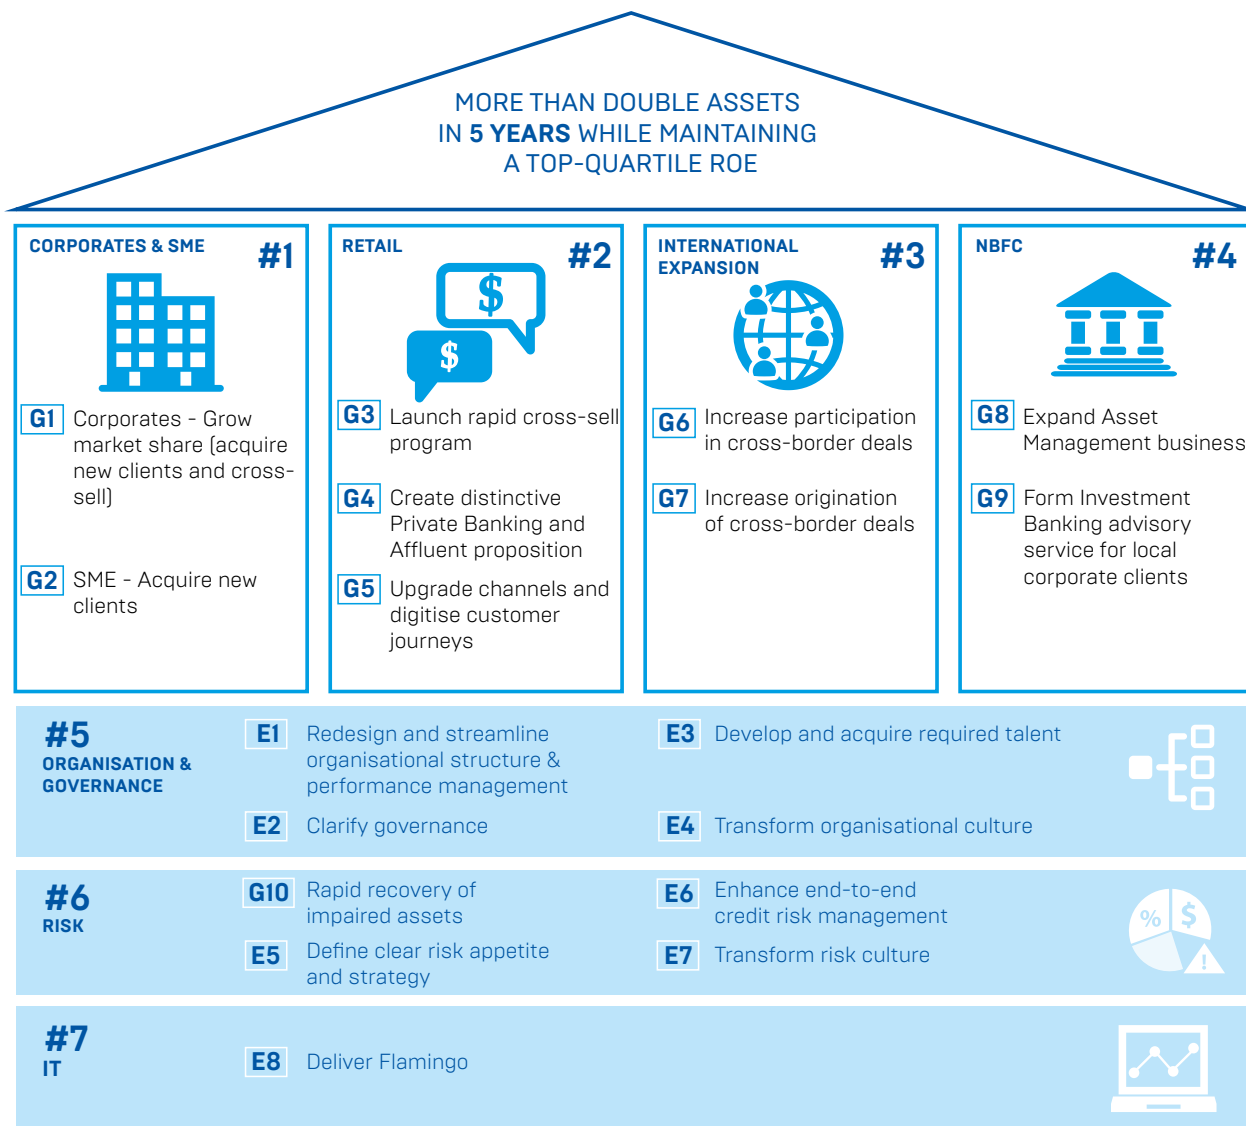 MORE THAN DOUBLE ASSETS
IN 5 YEARS WHILE MAINTAINING
A TOP-QUARTILE ROE
CORPORATES & SME
#1
G1
Corporates - Grow
market share (acquire
new clients and cross-
sell)
G2
SME - Acquire new
clients
RETAIL
#2
$
$
G3
Launch rapid cross-sell
program
G4
Create distinctive
Private Banking and
Affluent proposition
G5
Upgrade channels and
digitise customer
journeys
INTERNATIONAL
EXPANSION
#3
G6
Increase participation
in cross-border deals
G7
Increase origination
of cross-border deals
NBFC
#4
G8
Expand Asset
Management business
G9
Form Investment
Banking advisory
service for local
corporate clients
#5
ORGANISATION &
GOVERNANCE
E1
Redesign and streamline
organisational structure &
performance management
E2
Clarify governance
E3
Develop and acquire required talent
E4
Transform organisational culture
#6
RISK
G10
Rapid recovery of
impaired assets
E5
Define clear risk appetite
and strategy
E6
Enhance end-to-end
credit risk management
E7
Transform risk culture
% $
!
#7
IT
E8
Deliver Flamingo